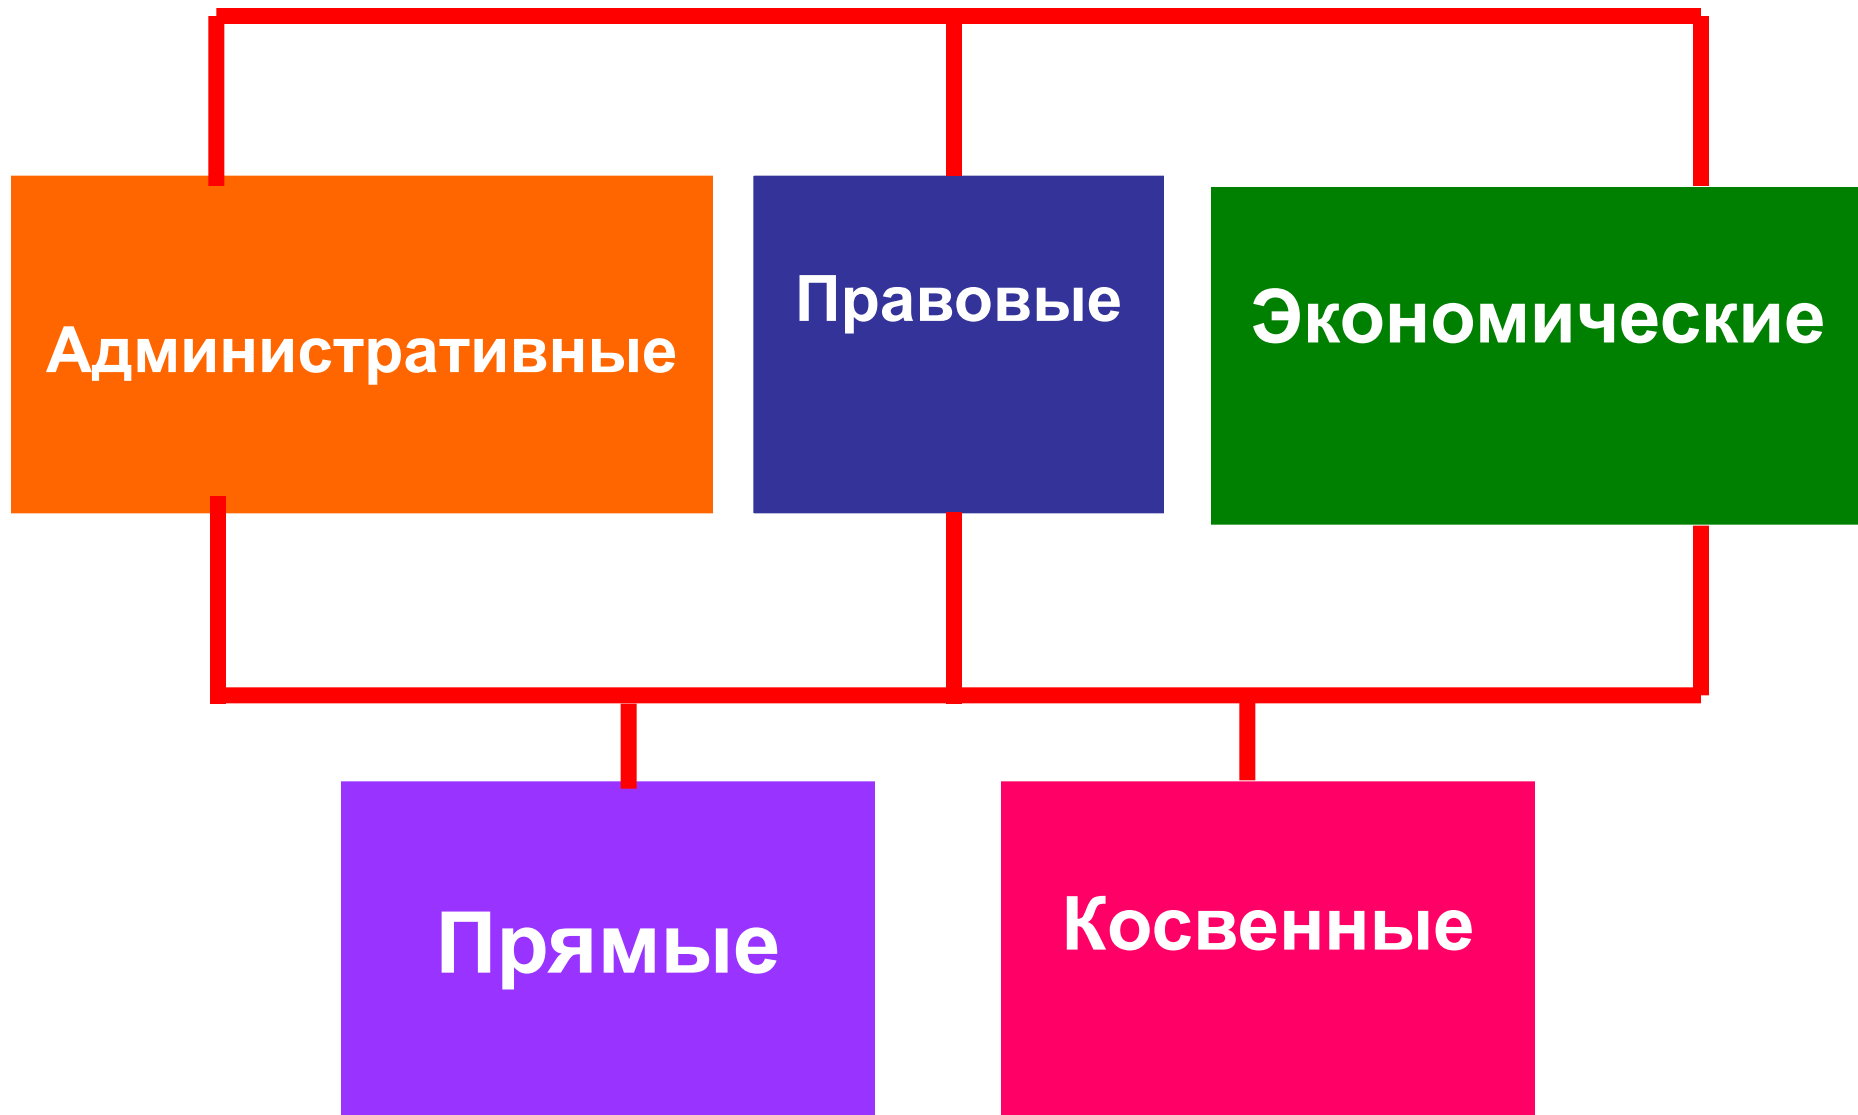 Административные
Правовые
Экономические
Прямые
Косвенные